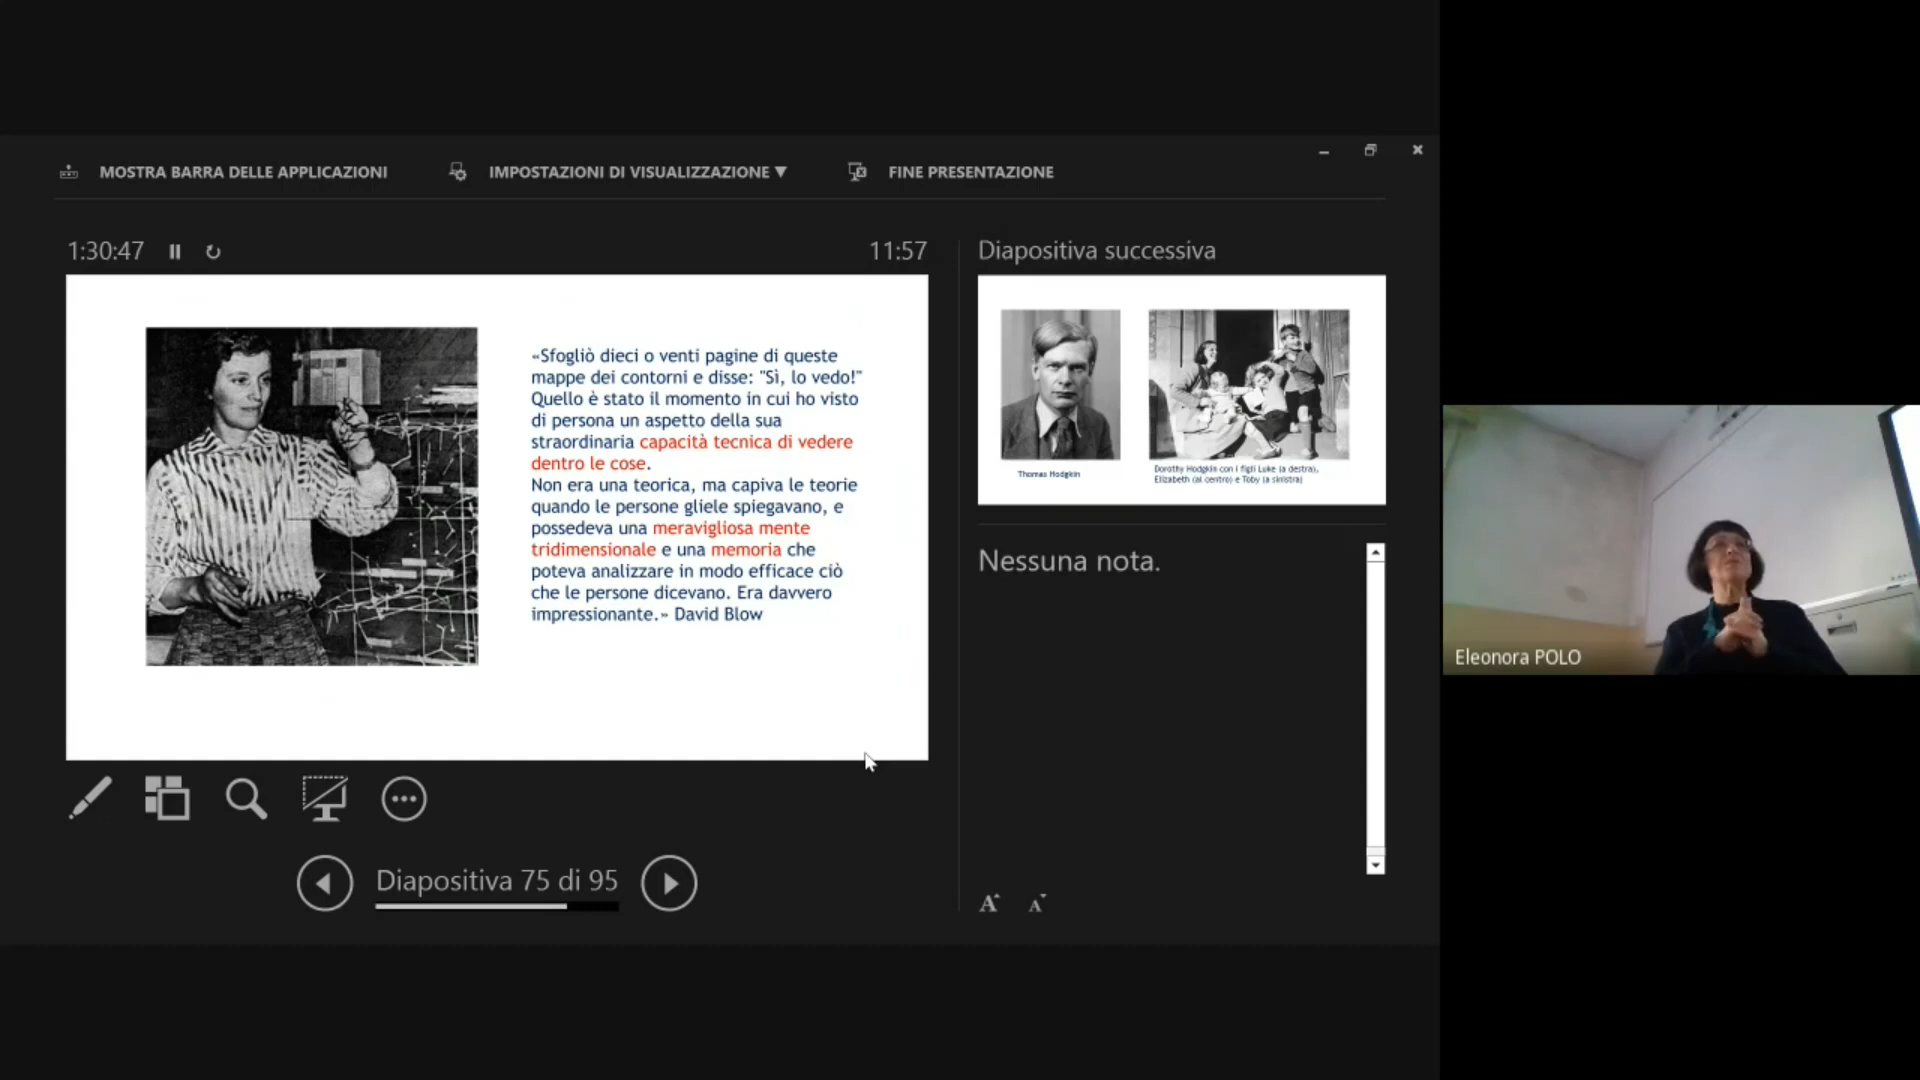 MOSTRA BARRA DELLE APPLICAZIONI
IMPOSTAZIONI DI VISUALIZZAZIONE ▼
FINE PRESENTAZIONE
1:30:47
11:57
«Sfogliò dieci o venti pagine di queste
mappe dei contorni e disse: "Sì, lo vedo!"
Quello è stato il momento in cui ho visto
di persona un aspetto della sua
straordinaria capacità tecnica di vedere
dentro le cose.
Non era una teorica, ma capiva le teorie
quando le persone gliele spiegavano, e
possedeva una meravigliosa mente
tridimensionale e una memoria che
poteva analizzare in modo efficace ciò
che le persone dicevano. Era davvero
impressionante.» David Blow
Diapositiva 75 di 95
Diapositiva successiva
Thomas Hodgkin
Dorothy Hodgkin con i figli Luke (a destra),
Elizabeth (al centro) e Toby (a sinistra)
Nessuna nota.
A A
Eleonora POLO